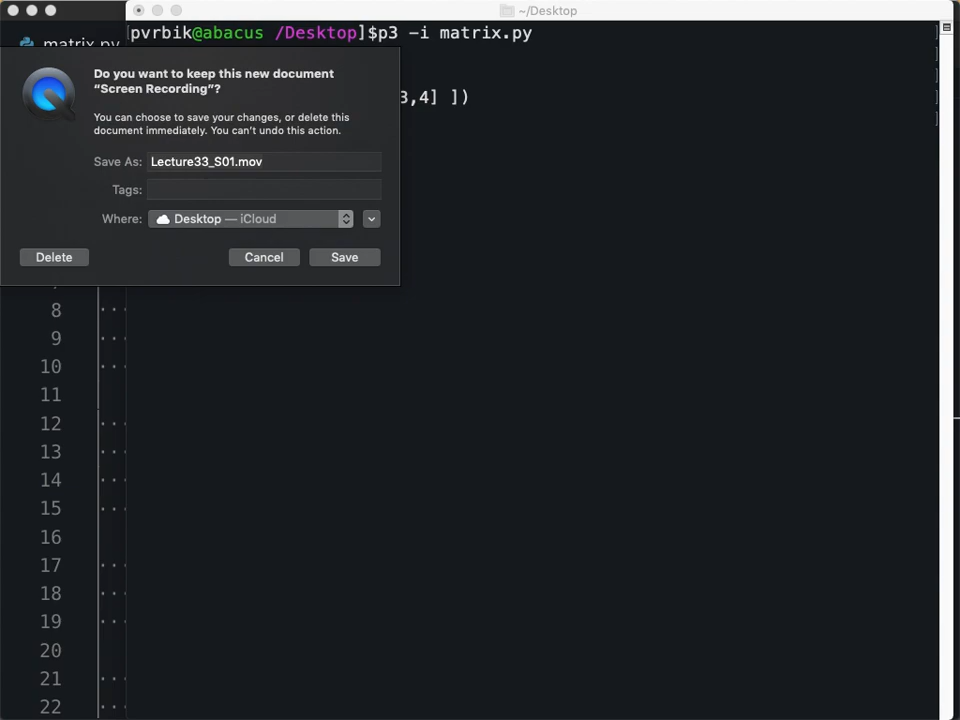 ~/Desktop
matrix.py
pvrbik@abacus /Desktop]$p3 -i matrix.py
3,4] ])
Do you want to keep this new document
“Screen Recording”?
You can choose to save your changes, or delete this
document immediately. You can’t undo this action.
Save As: Lecture33_S01.mov
Tags:
Where: Desktop — iCloud
Delete Cancel Save
8
9
10
11
12
13
14
15
16
17
18
19
20
21
22